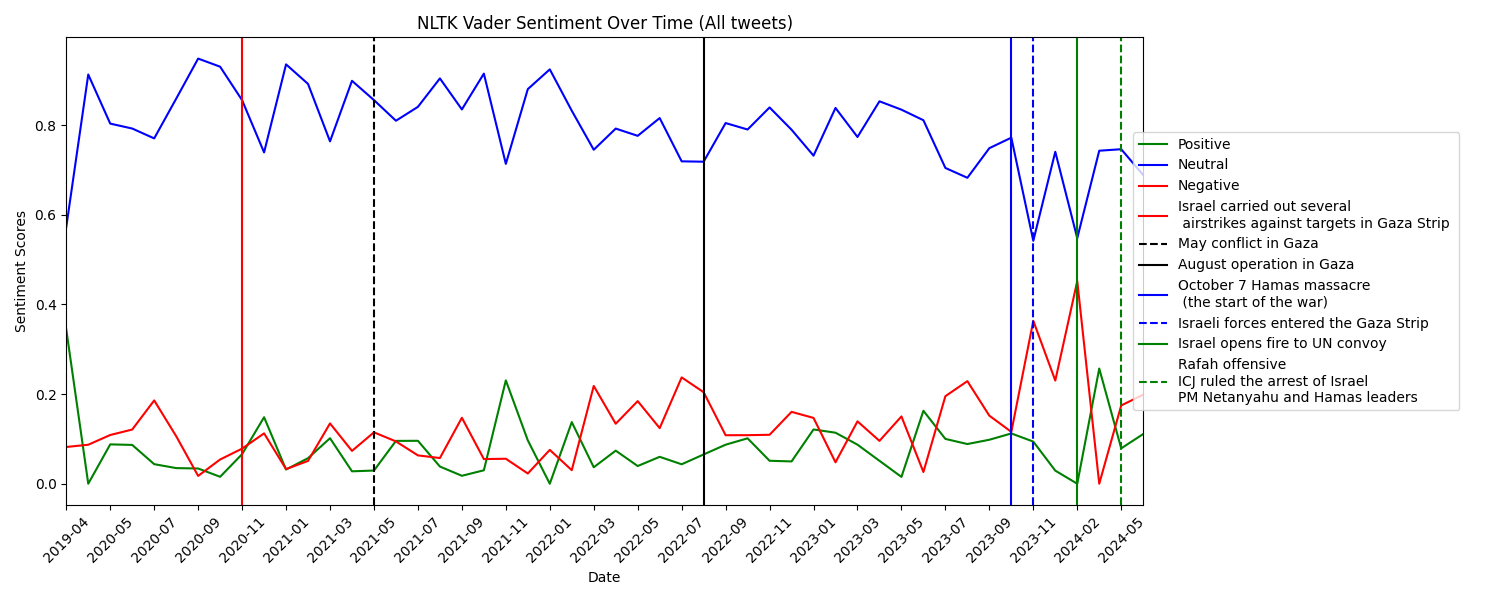 NLTK Vader Sentiment Over Time (All tweets)
Sentiment Scores
0.8
0.6
0.4
0.2
0.0
2019-04
2020-05
2020-07
2020-09
2020-11
2021-01
2021-03
2021-05
2021-07
2021-09
2021-11
2022-01
2022-03
2022-05
2022-07
2022-09
2022-11
2023-01
2023-03
2023-05
2023-07
2023-09
2023-11
2024-02
2024-05
Date
Positive
Neutral
Negative
Israel carried out several
airstrikes against targets in Gaza Strip
May conflict in Gaza
August operation in Gaza
October 7 Hamas massacre
(the start of the war)
Israeli forces entered the Gaza Strip
Israel opens fire to UN convoy
Rafah offensive
ICJ ruled the arrest of Israel
PM Netanyahu and Hamas leaders